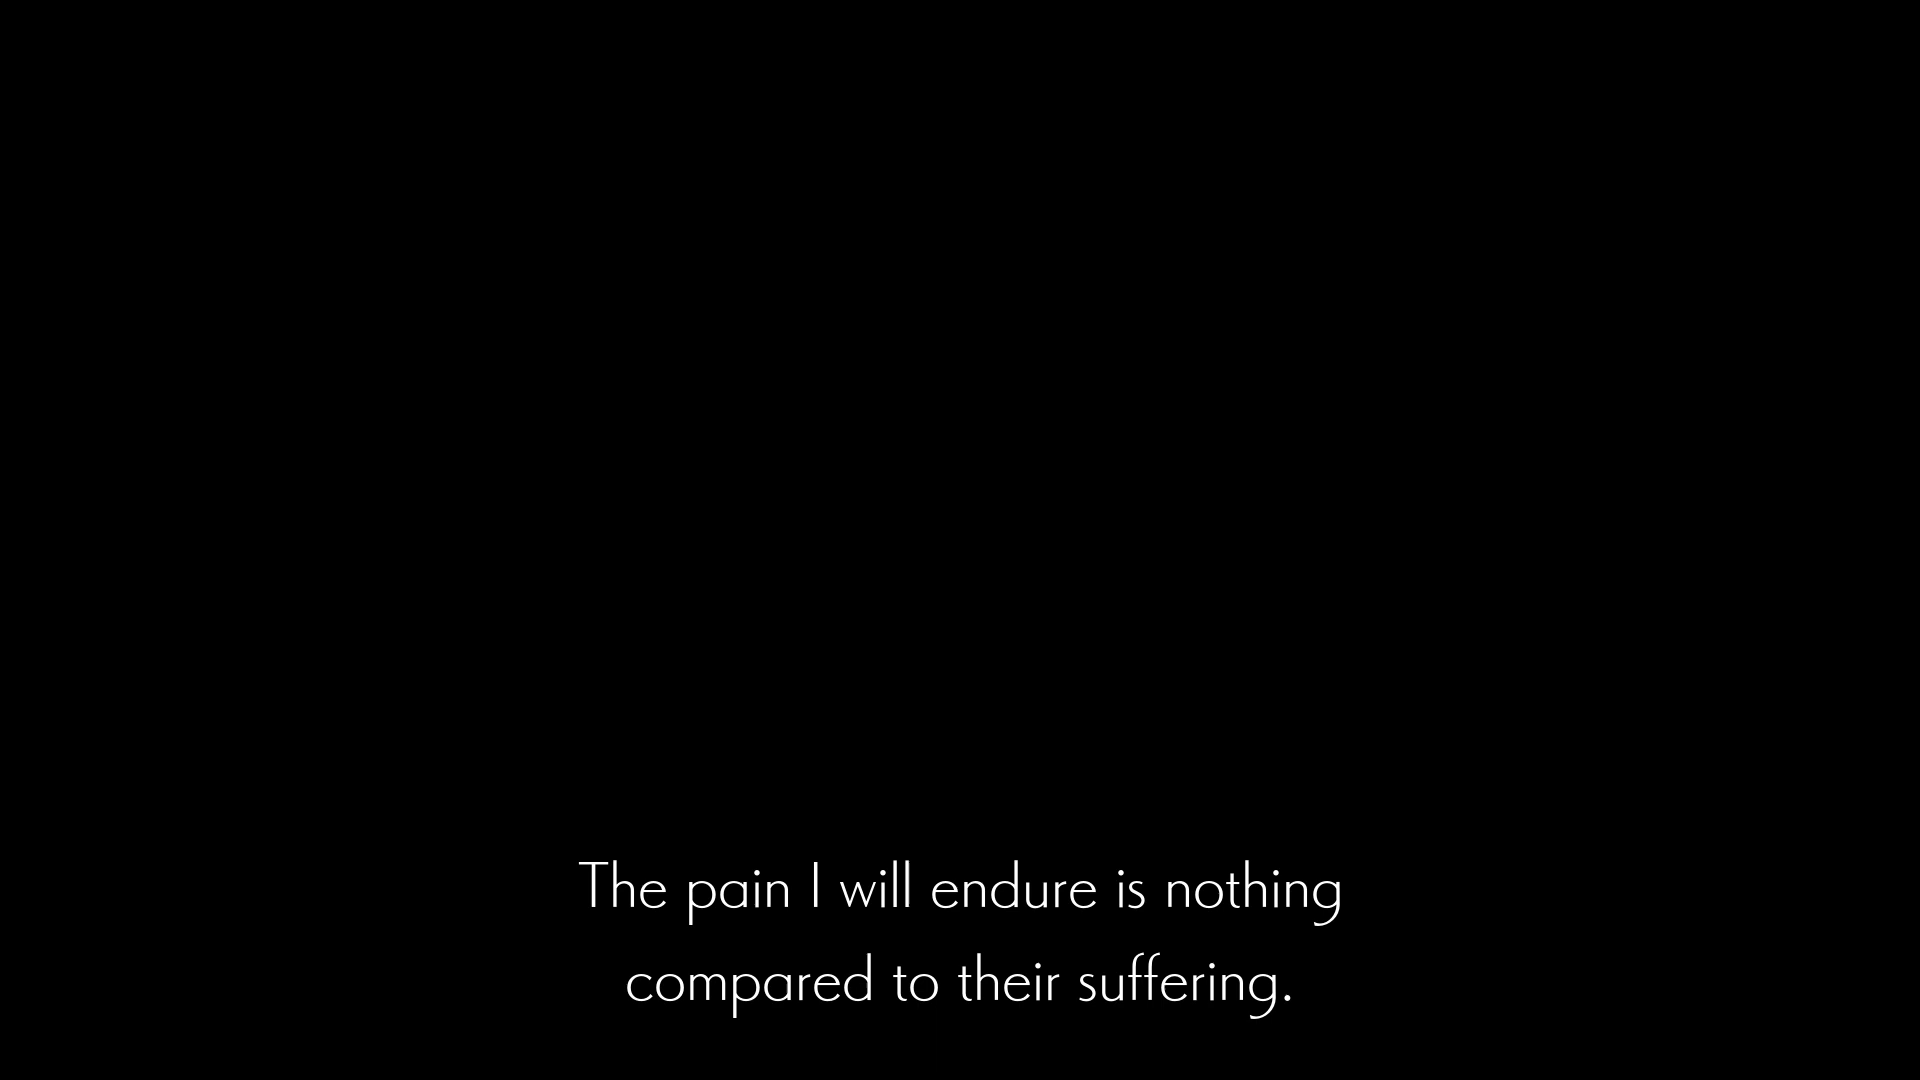 The pain I will endure is nothing
compared to their suffering.